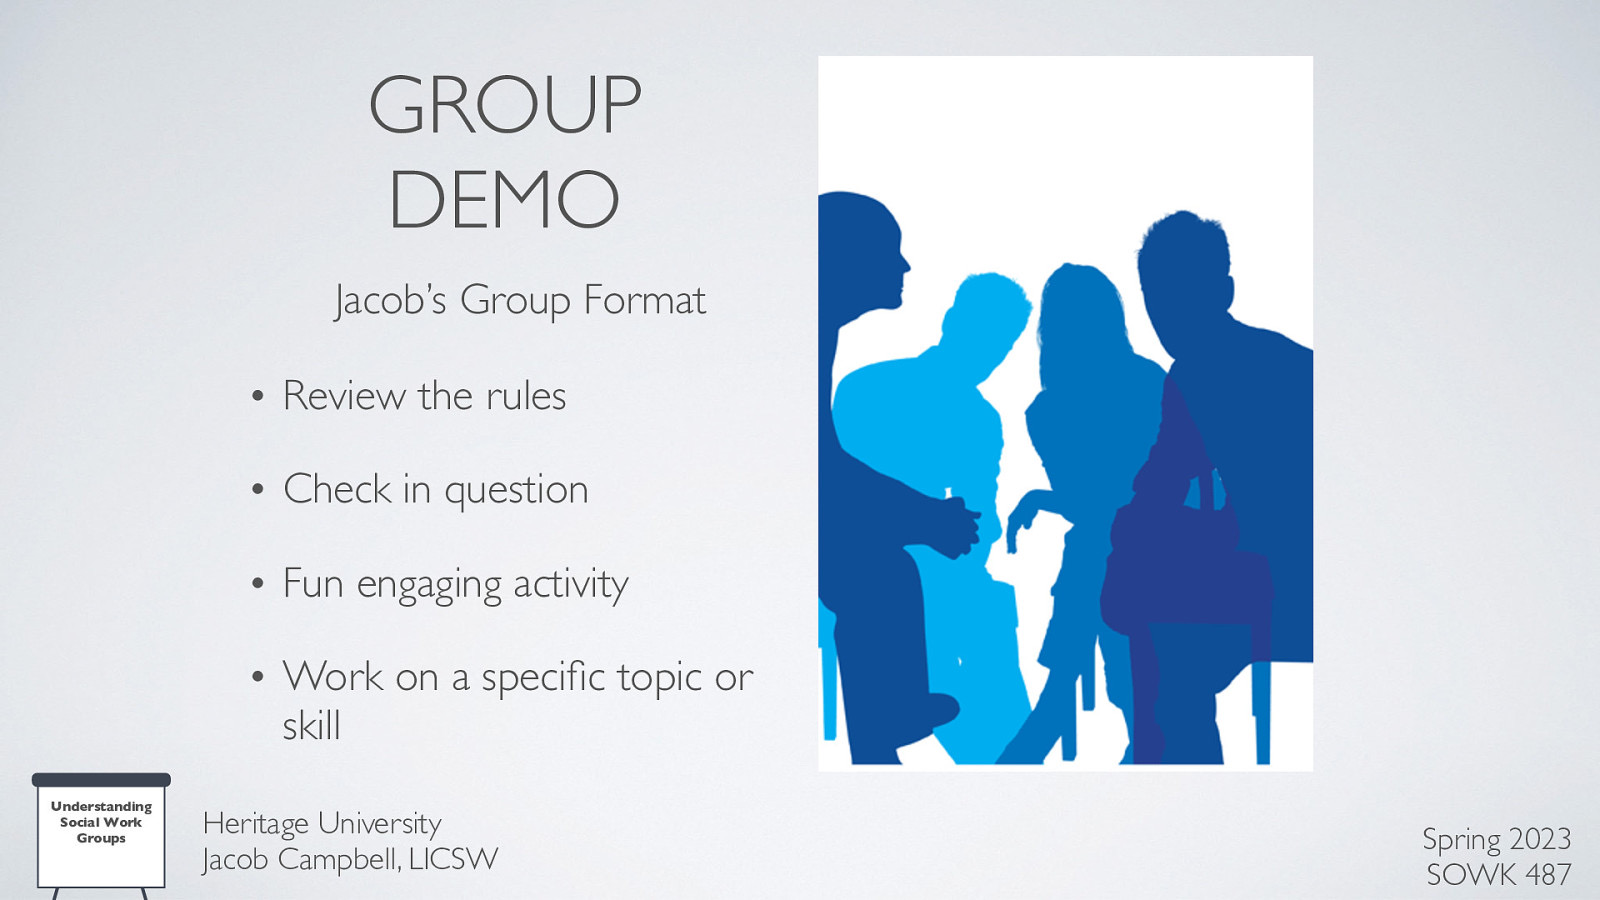 GROUP
DEMO
Jacob’s Group Format
• Review the rules
• Check in question
• Fun engaging activity
• Work on a specific topic or
skill
Understanding
Social Work
Groups
Heritage University
Jacob Campbell, LICSW
Spring 2023
SOWK 487